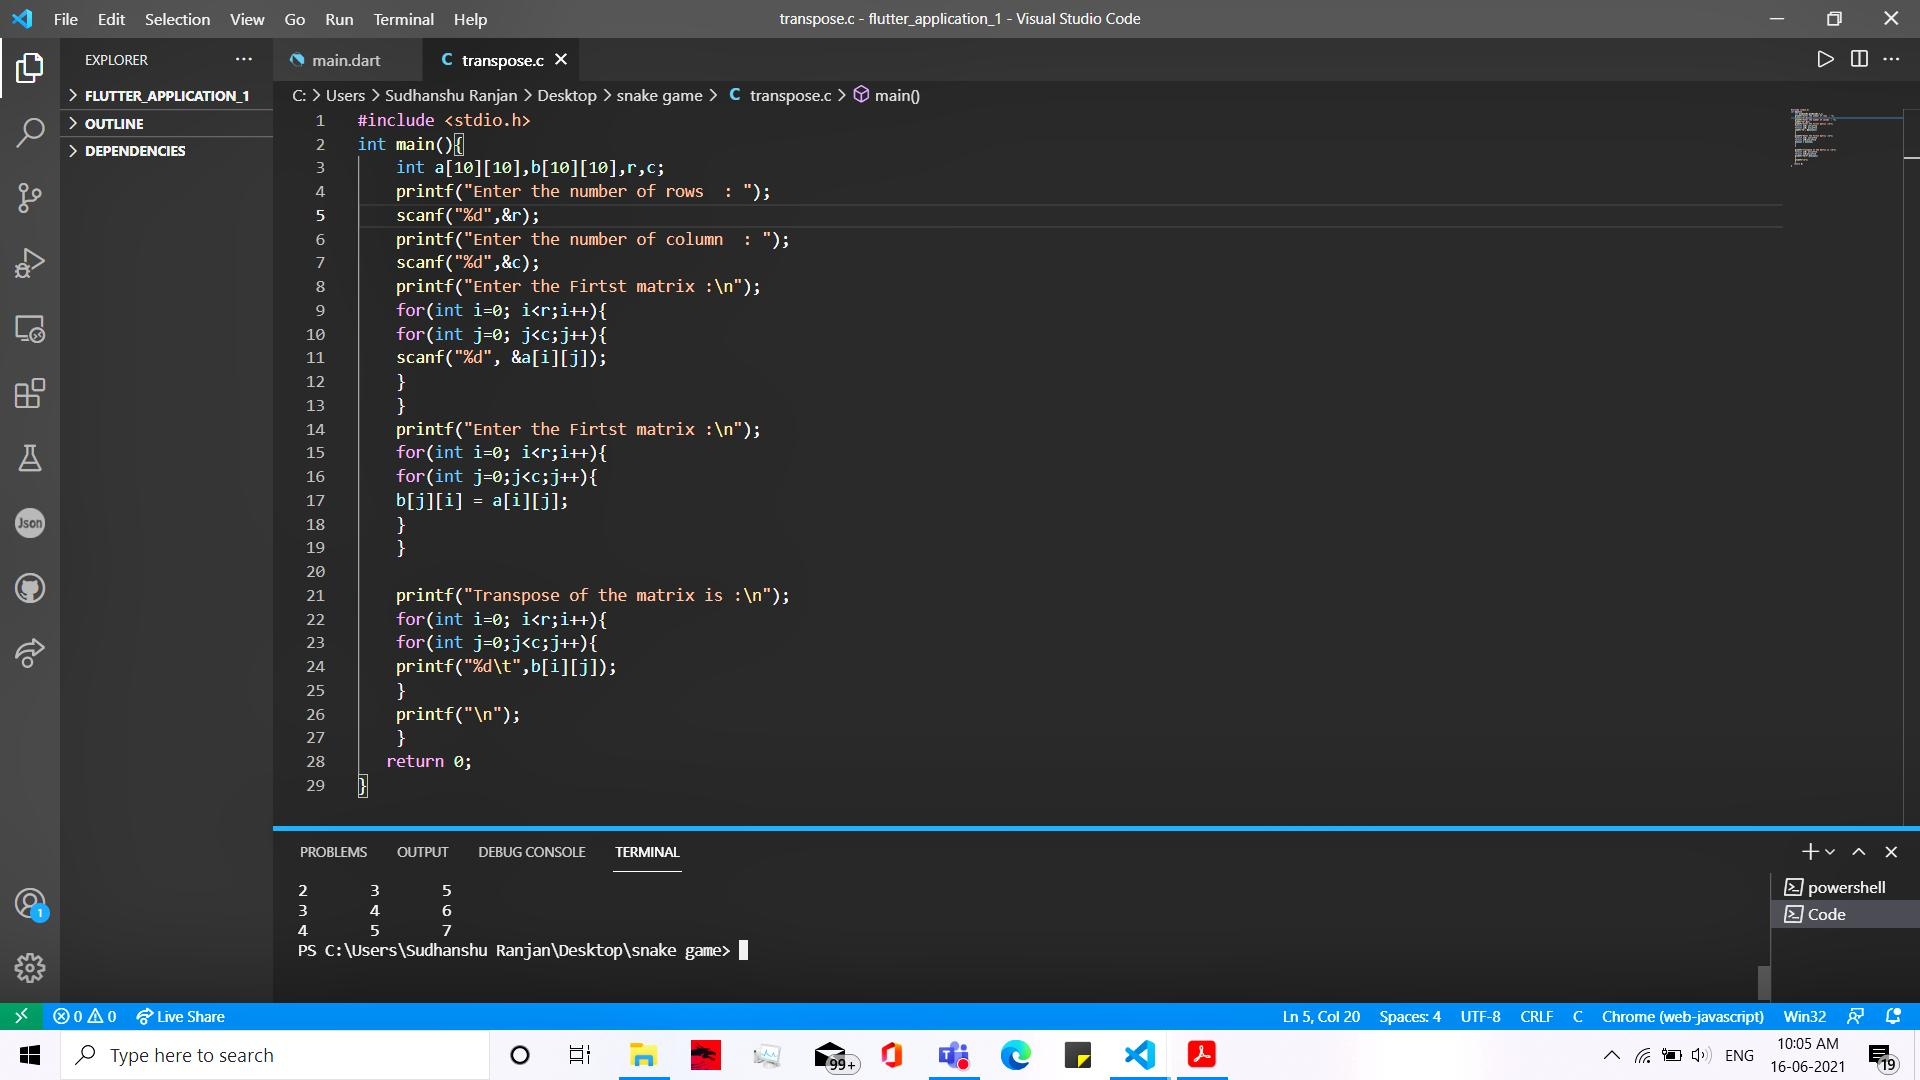 File Edit Selection View Go Run Terminal Help
transpose.c - flutter_application_1 - Visual Studio Code
EXPLORER ...
FLUTTER_APPLICATION_1
OUTLINE
DEPENDENCIES
main.dart
C transpose.c
C: > Users > Sudhanshu Ranjan > Desktop > snake game > C transpose.c > main()
1 #include <stdio.h>
2 int main(){
3 int a[10][10],b[10][10],r,c;
4 printf("Enter the number of rows  : ");
5 scanf("%d",&r);
6 printf("Enter the number of column  : ");
7 scanf("%d",&c);
8 printf("Enter the Firtst matrix :\n");
9 for(int i=0; i<r;i++){
10 for(int j=0; j<c;j++){
11 scanf("%d", &a[i][j]);
12 }
13 }
14 printf("Enter the Firtst matrix :\n");
15 for(int i=0; i<r;i++){
16 for(int j=0;j<c;j++){
17 b[j][i] = a[i][j];
18 }
19 }
20
21 printf("Transpose of the matrix is :\n");
22 for(int i=0; i<r;i++){
23 for(int j=0;j<c;j++){
24 printf("%d\t",b[i][j]);
25 }
26 printf("\n");
27 }
28 return 0;
29 }
PROBLEMS OUTPUT DEBUG CONSOLE TERMINAL
2 3 5
3 4 6
4 5 7
PS C:\Users\Sudhanshu Ranjan\Desktop\snake game>
powershell
Code
Json
1
0 0 Live Share
Ln 5, Col 20 Spaces: 4 UTF-8 CRLF C Chrome (web-javascript) Win32
Type here to search
99+
ENG
10:05 AM
16-06-2021
19